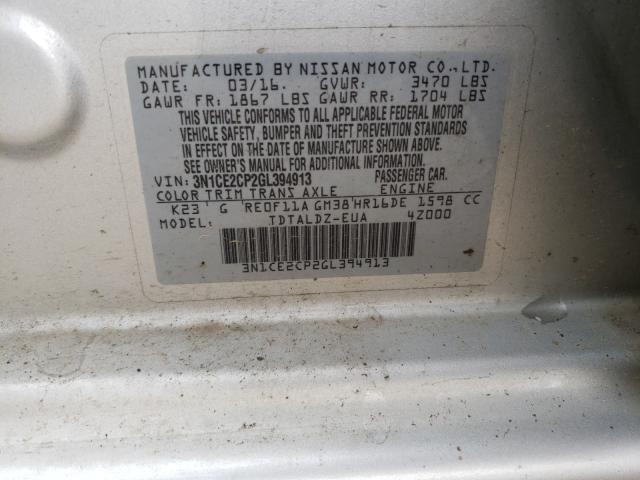 MANUFACTURED BY NISSAN MOTOR CO.,LTD.
DATE: 03/16. GVWR: 3470 LBS
GAWR FR: 1867 LBS GAWR RR: 1704 LBS
THIS VEHICLE CONFORMS TO ALL APPLICABLE FEDERAL MOTOR
VEHICLE SAFETY, BUMPER AND THEFT PREVENTION STANDARDS
IN EFFECT ON THE DATE OF MANUFACTURE SHOWN ABOVE.
SEE OWNER'S MANUAL FOR ADDITIONAL INFORMATION
VIN: 3N1CE2CP2GL394913 PASSENGER CAR.
COLOR TRIM TRANS AXLE ENGINE
K23 G RE0F11A GM38 HR16DE 1598 CC
MODEL: TDTALDZ-EUA 4Z000
3N1CE2CP2GL394913